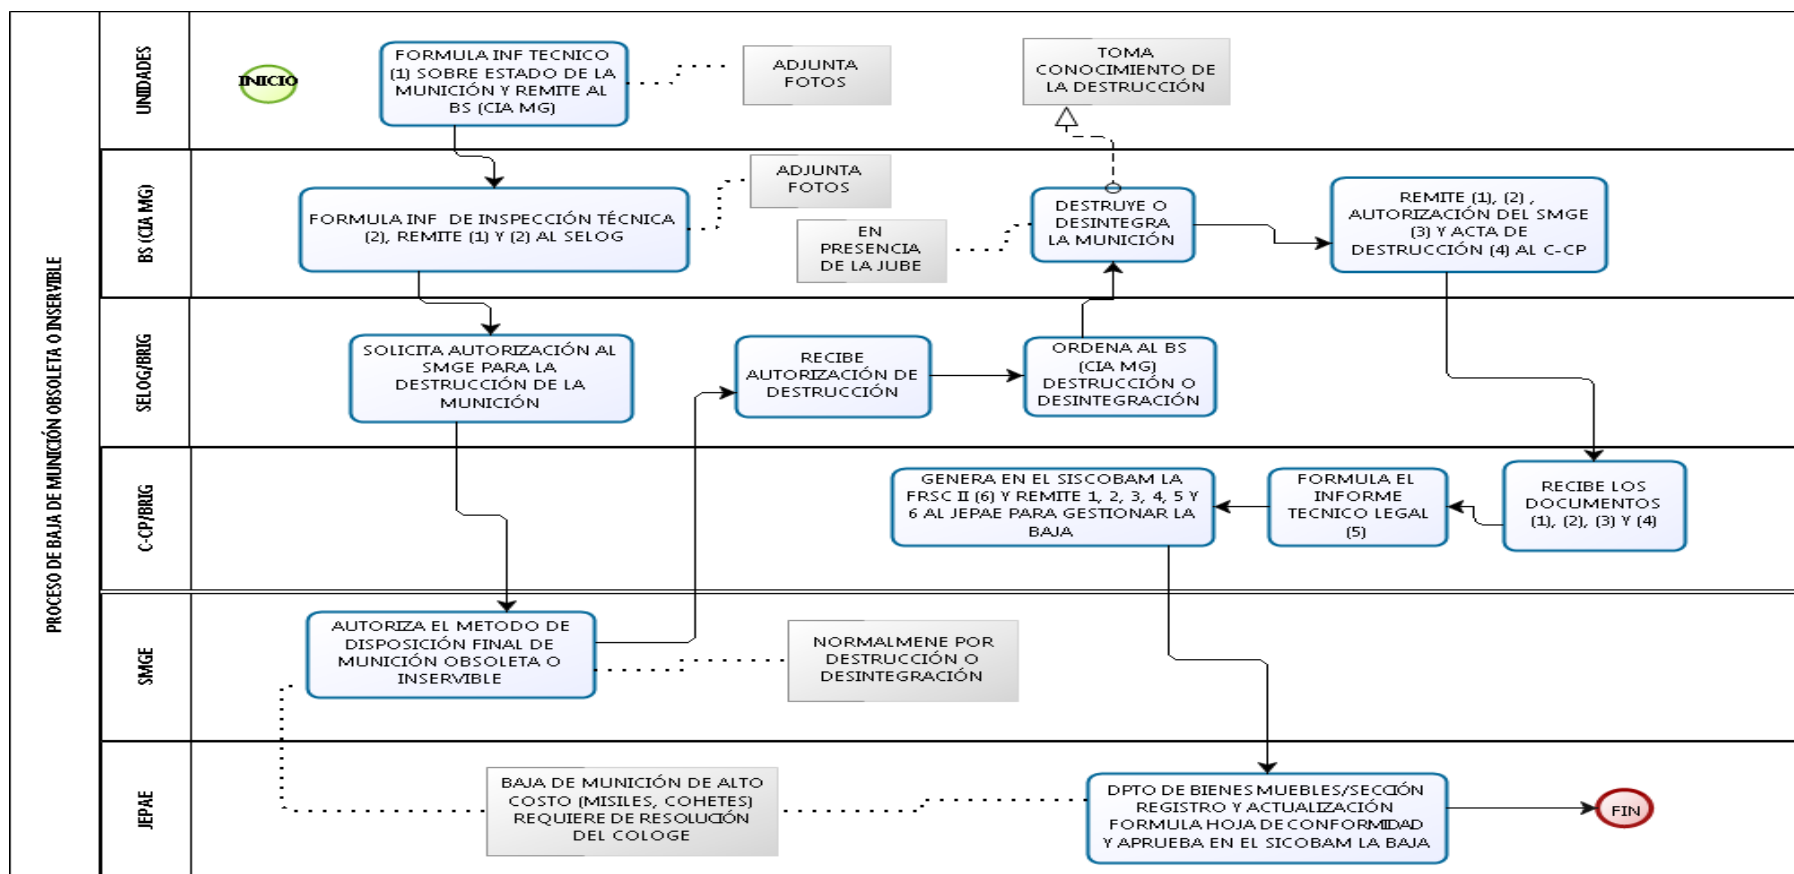 PROCESO DE BAJA DE MUNICIÓN OBSOLETA O INSERVIBLE
UNIDADES
INICIO
FORMULA INF TECNICO
(1) SOBRE ESTADO DE LA
MUNICIÓN Y REMITE AL
BS (CIA MG)
ADJUNTA
FOTOS
TOMA
CONOCIMIENTO DE
LA DESTRUCCIÓN
BS (CIA MG)
FORMULA INF DE INSPECCIÓN TÉCNICA
(2), REMITE (1) Y (2) AL SELOG
ADJUNTA
FOTOS
EN
PRESENCIA
DE LA JUBE
DESTRUYE O
DESINTEGRA
LA MUNICIÓN
REMITE (1), (2) ,
AUTORIZACIÓN DEL SMGE
(3) Y ACTA DE
DESTRUCCIÓN (4) AL C-CP
SELOG/BRIG
SOLICITA AUTORIZACIÓN AL
SMGE PARA LA
DESTRUCCIÓN DE LA
MUNICIÓN
RECIBE
AUTORIZACIÓN DE
DESTRUCCIÓN
ORDENA AL BS
(CIA MG)
DESTRUCCIÓN O
DESINTEGRACIÓN
C-CP/BRIG
GENERA EN EL SISCOBAM LA
FRSC II (6) Y REMITE 1, 2, 3, 4, 5 Y
6 AL JEPAE PARA GESTIONAR LA
BAJA
FORMULA EL
INFORME
TECNICO LEGAL
(5)
RECIBE LOS
DOCUMENTOS
(1), (2), (3) Y (4)
SMGE
AUTORIZA EL METODO DE
DISPOSICIÓN FINAL DE
MUNICIÓN OBSOLETA O
INSERVIBLE
NORMALMENE POR
DESTRUCCIÓN O
DESINTEGRACIÓN
JEPAE
BAJA DE MUNICIÓN DE ALTO
COSTO (MISILES, COHETES)
REQUIERE DE RESOLUCIÓN
DEL COLOGE
DPTO DE BIENES MUEBLES/SECCIÓN
REGISTRO Y ACTUALIZACIÓN
FORMULA HOJA DE CONFORMIDAD
Y APRUEBA EN EL SICOBAM LA BAJA
FIN